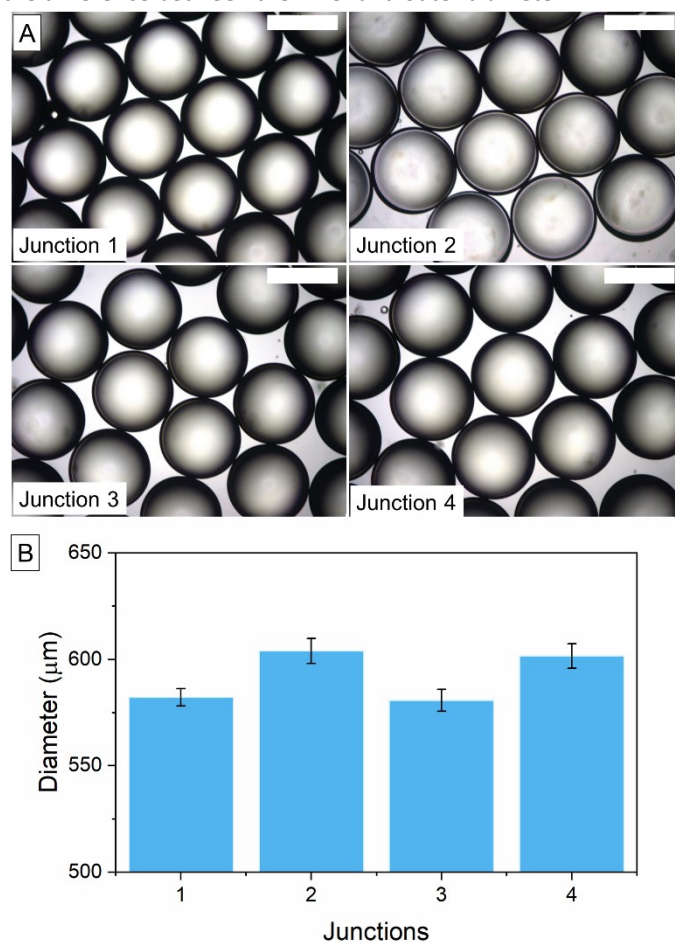 A
Junction 1
Junction 2
Junction 3
Junction 4
B
650
600
550
500
Diameter (μm)
1 2 3 4
Junctions